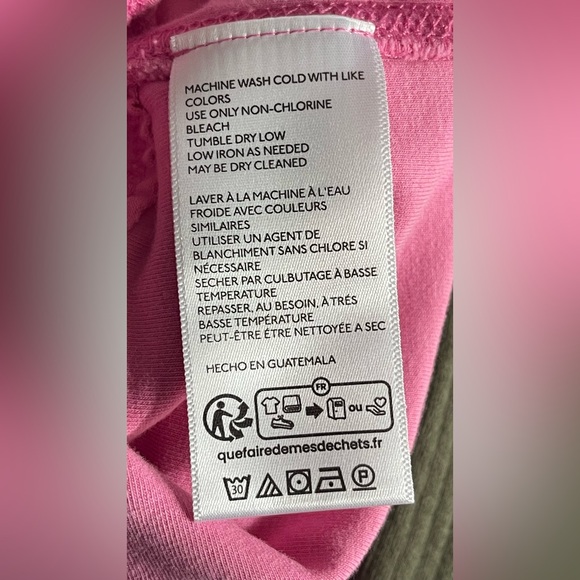 MACHINE WASH COLD WITH LIKE
COLORS
USE ONLY NON-CHLORINE
BLEACH
TUMBLE DRY LOW
LOW IRON AS NEEDED
MAY BE DRY CLEANED
LAVER À LA MACHINE À L'EAU
FROIDE AVEC COULEURS
SIMILAIRES
UTILISER UN AGENT DE
BLANCHIMENT SANS CHLORE SI
NÉCESSAIRE
SECHER PAR CULBUTAGE À BASSE
TEMPERATURE
REPASSER, AU BESOIN, À TRÉS
BASSE TEMPÉRATURE
PEUT-ÊTRE ÉTRE NETTOYÉE A SEC
HECHO EN GUATEMALA
FR
ou
quefairedemesdechets.fr
30 P